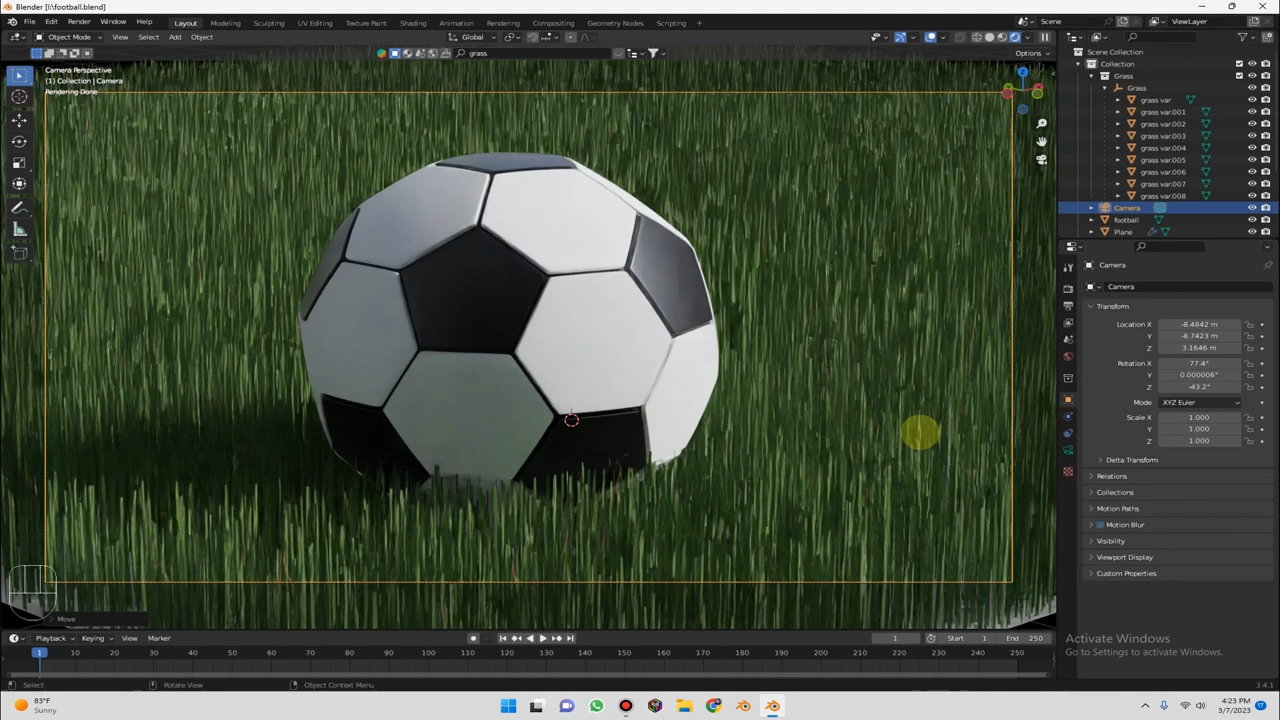 Blender [I:\football.blend]
File Edit Render Window Help Layout Modeling Sculpting UV Editing Texture Paint Shading Animation Rendering Compositing Geometry Nodes Scripting + Scene ViewLayer
Object Mode View Select Add Object Global
grass Options
Camera Perspective
(1) Collection | Camera
Rendering Done
Scene Collection
Collection
Grass
Grass
grass var
grass var.001
grass var.002
grass var.003
grass var.004
grass var.005
grass var.006
grass var.007
grass var.008
Camera
football
Plane
Camera
Camera
Transform
Location X -8.4842 m
Y -8.7423 m
Z 3.1646 m
Rotation X 77.4°
Y 0.000006°
Z -43.2°
Mode XYZ Euler
Scale X 1.000
Y 1.000
Z 1.000
Delta Transform
Relations
Collections
Motion Paths
Motion Blur
Visibility
Viewport Display
Custom Properties
Move
Playback Keying View Marker 1 Start 1 End 250
1 10 20 30 40 50 60 70 80 90 100 110 120 130 140 150 160 170 180 190 200 210 220 230 240 250
Activate Windows
Go to Settings to activate Windows.
Select Rotate View Object Context Menu 3.4.1
83°F
Sunny
4:23 PM
3/7/2023